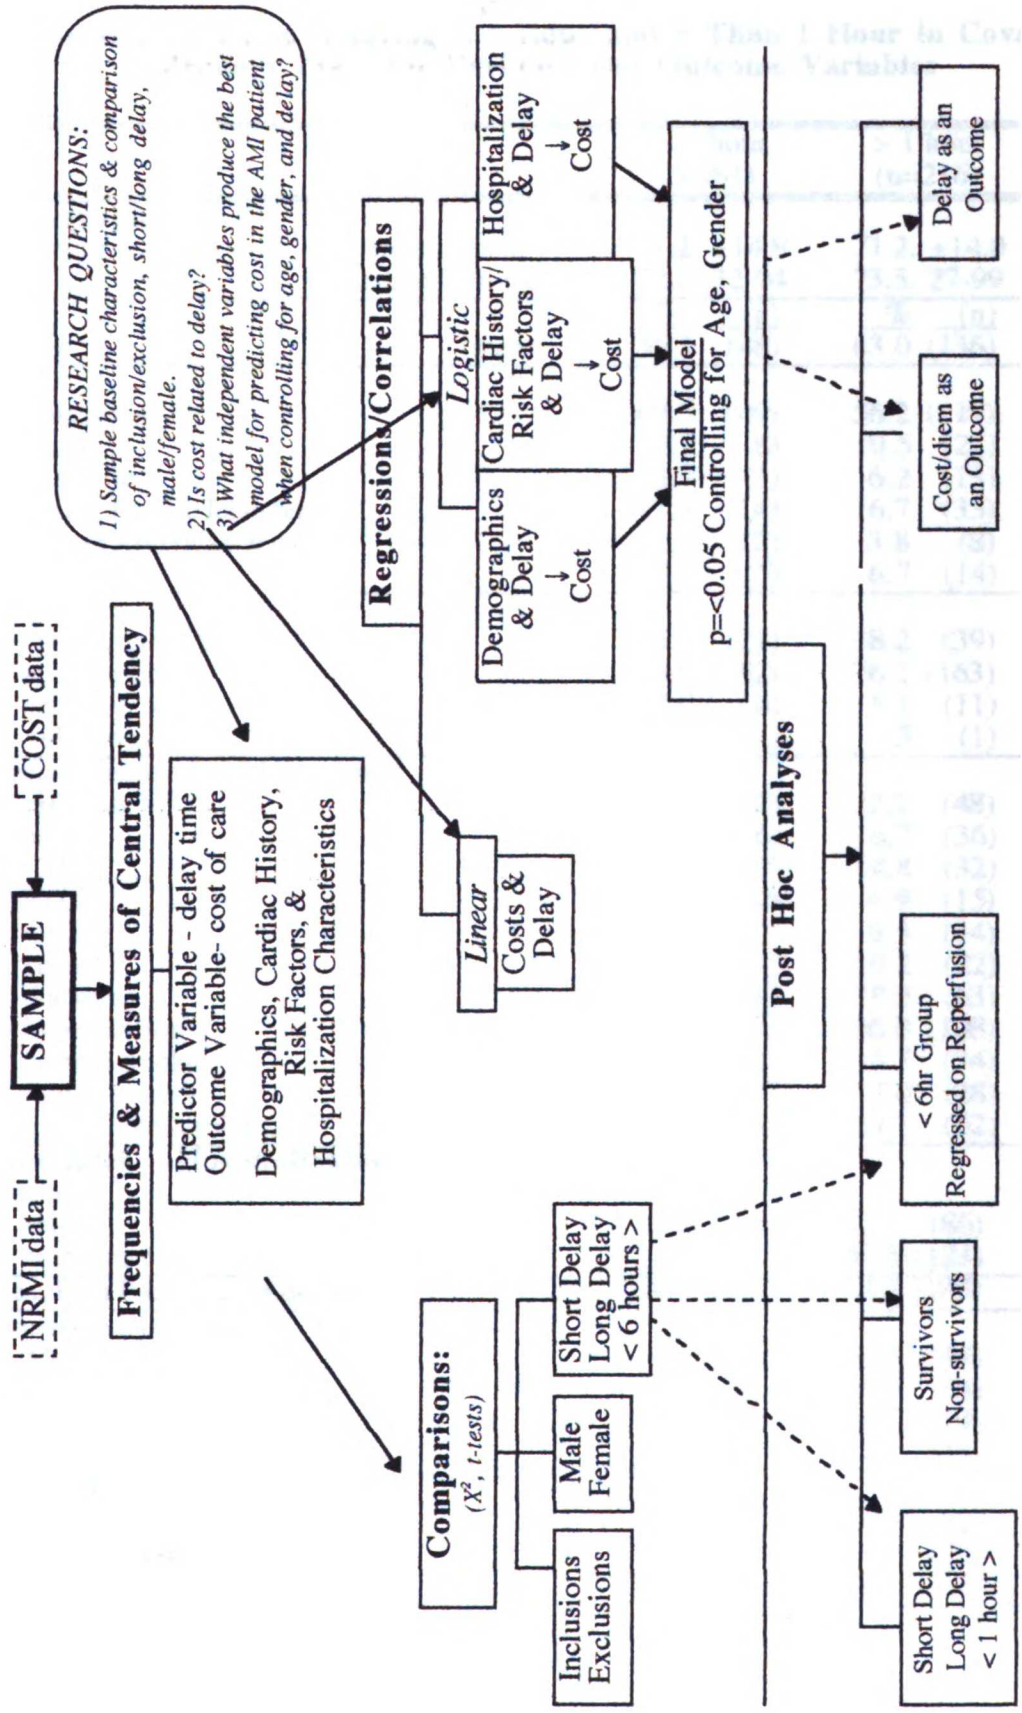 NRMI data
SAMPLE
COST data
RESEARCH QUESTIONS:
1) Sample baseline characteristics & comparison
of inclusion/exclusion, short/long delay,
male/female.
2) Is cost related to delay?
3) What independent variables produce the best
model for predicting cost in the AMI patient
when controlling for age, gender, and delay?
Frequencies & Measures of Central Tendency
Predictor Variable - delay time
Outcome Variable- cost of care
Demographics, Cardiac History,
Risk Factors, &
Hospitalization Characteristics
Comparisons:
(X², t-tests)
Inclusions
Exclusions
Male
Female
Short Delay
Long Delay
< 6 hours >
Regressions/Correlations
Linear
Costs &
Delay
Logistic
Demographics
& Delay
→
Cost
Cardiac History/
Risk Factors
& Delay
→
Cost
Hospitalization
& Delay
→
Cost
Final Model
p=<0.05 Controlling for Age, Gender
Post Hoc Analyses
Short Delay
Long Delay
< 1 hour >
Survivors
Non-survivors
< 6hr Group
Regressed on Reperfusion
Cost/diem as
an Outcome
Delay as an
Outcome